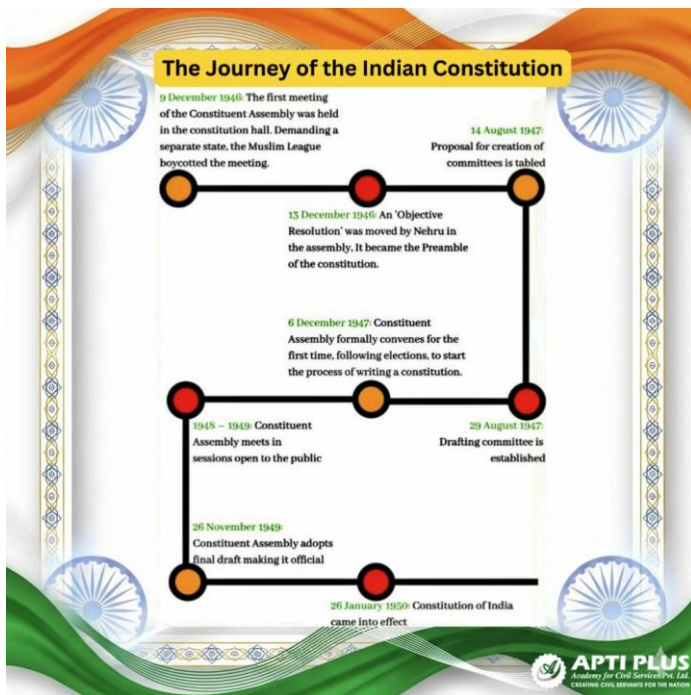 The Journey of the Indian Constitution
9 December 1946: The first meeting
of the Constituent Assembly was held
in the constitution hall. Demanding a
separate state, the Muslim League
boycotted the meeting.
14 August 1947:
Proposal for creation of
committees is tabled
13 December 1946: An 'Objective
Resolution' was moved by Nehru in
the assembly. It became the Preamble
of the constitution.
6 December 1947: Constituent
Assembly formally convenes for the
first time, following elections, to start
the process of writing a constitution.
1948 – 1949: Constituent
Assembly meets in
sessions open to the public
29 August 1947:
Drafting committee is
established
26 November 1949:
Constituent Assembly adopts
final draft making it official
26 January 1950: Constitution of India
came into effect
APTI PLUS
Academy for Civil Services Pvt. Ltd.
CREATING CIVIL SERVANTS FOR THE NATION